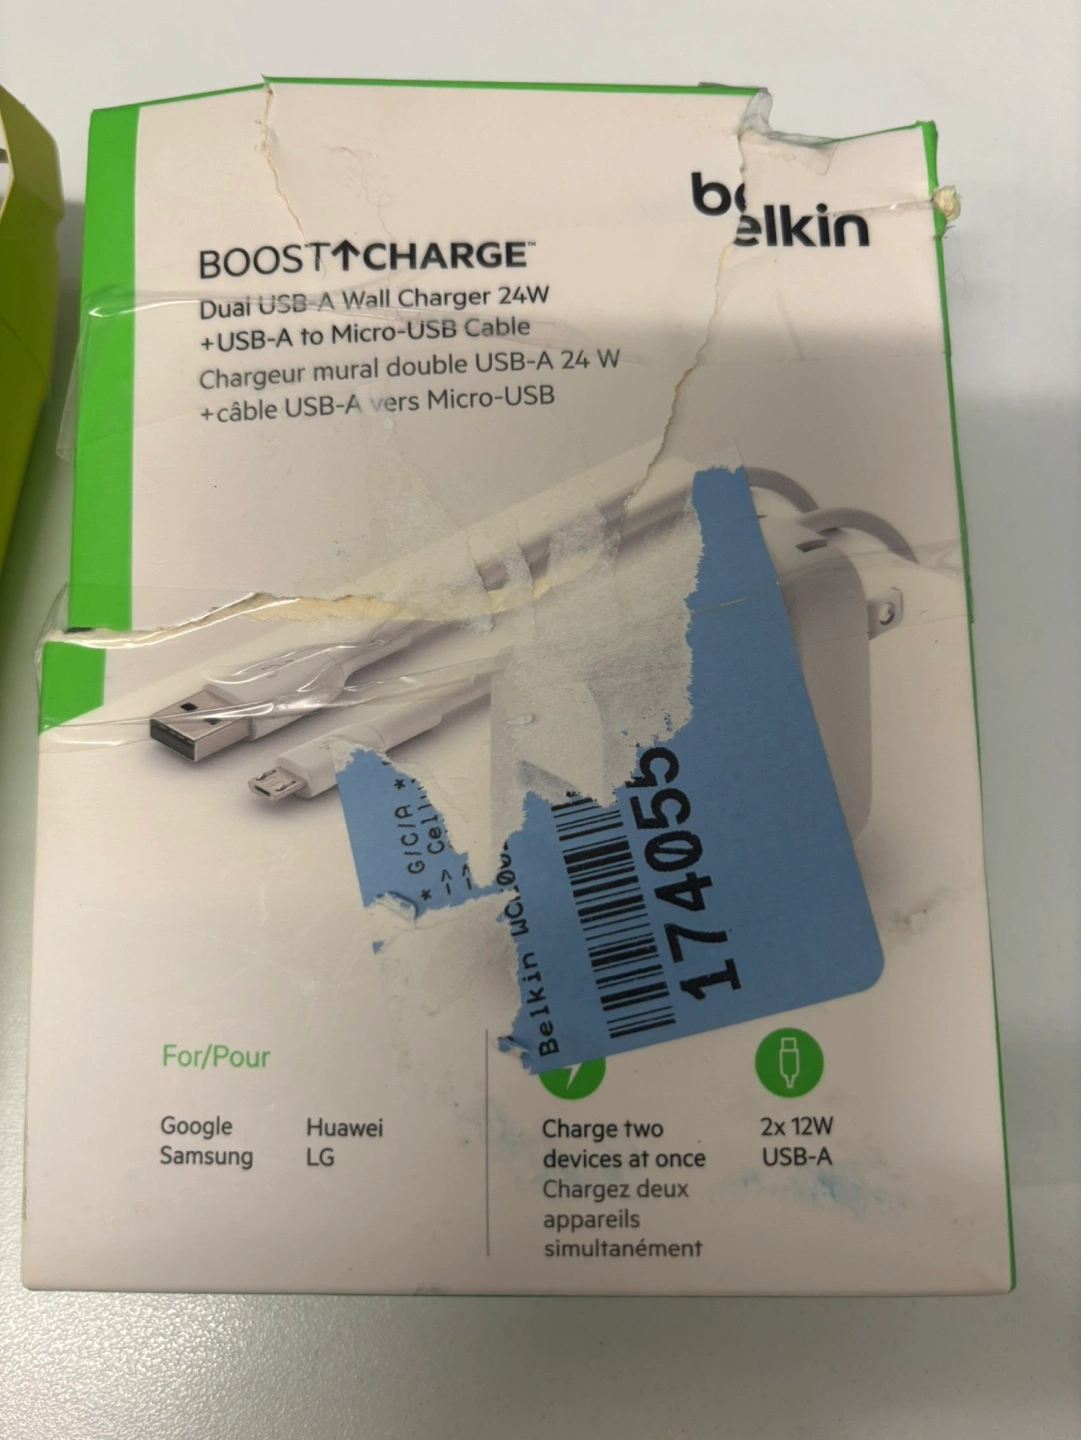 belkin
BOOST↑CHARGE™
Dual USB-A Wall Charger 24W
+USB-A to Micro-USB Cable
Chargeur mural double USB-A 24 W
+câble USB-A vers Micro-USB
* G/C/A *
-> Cell
->
Belkin
174055
For/Pour
Google
Samsung
Huawei
LG
Charge two
devices at once
Chargez deux
appareils
simultanément
2x 12W
USB-A